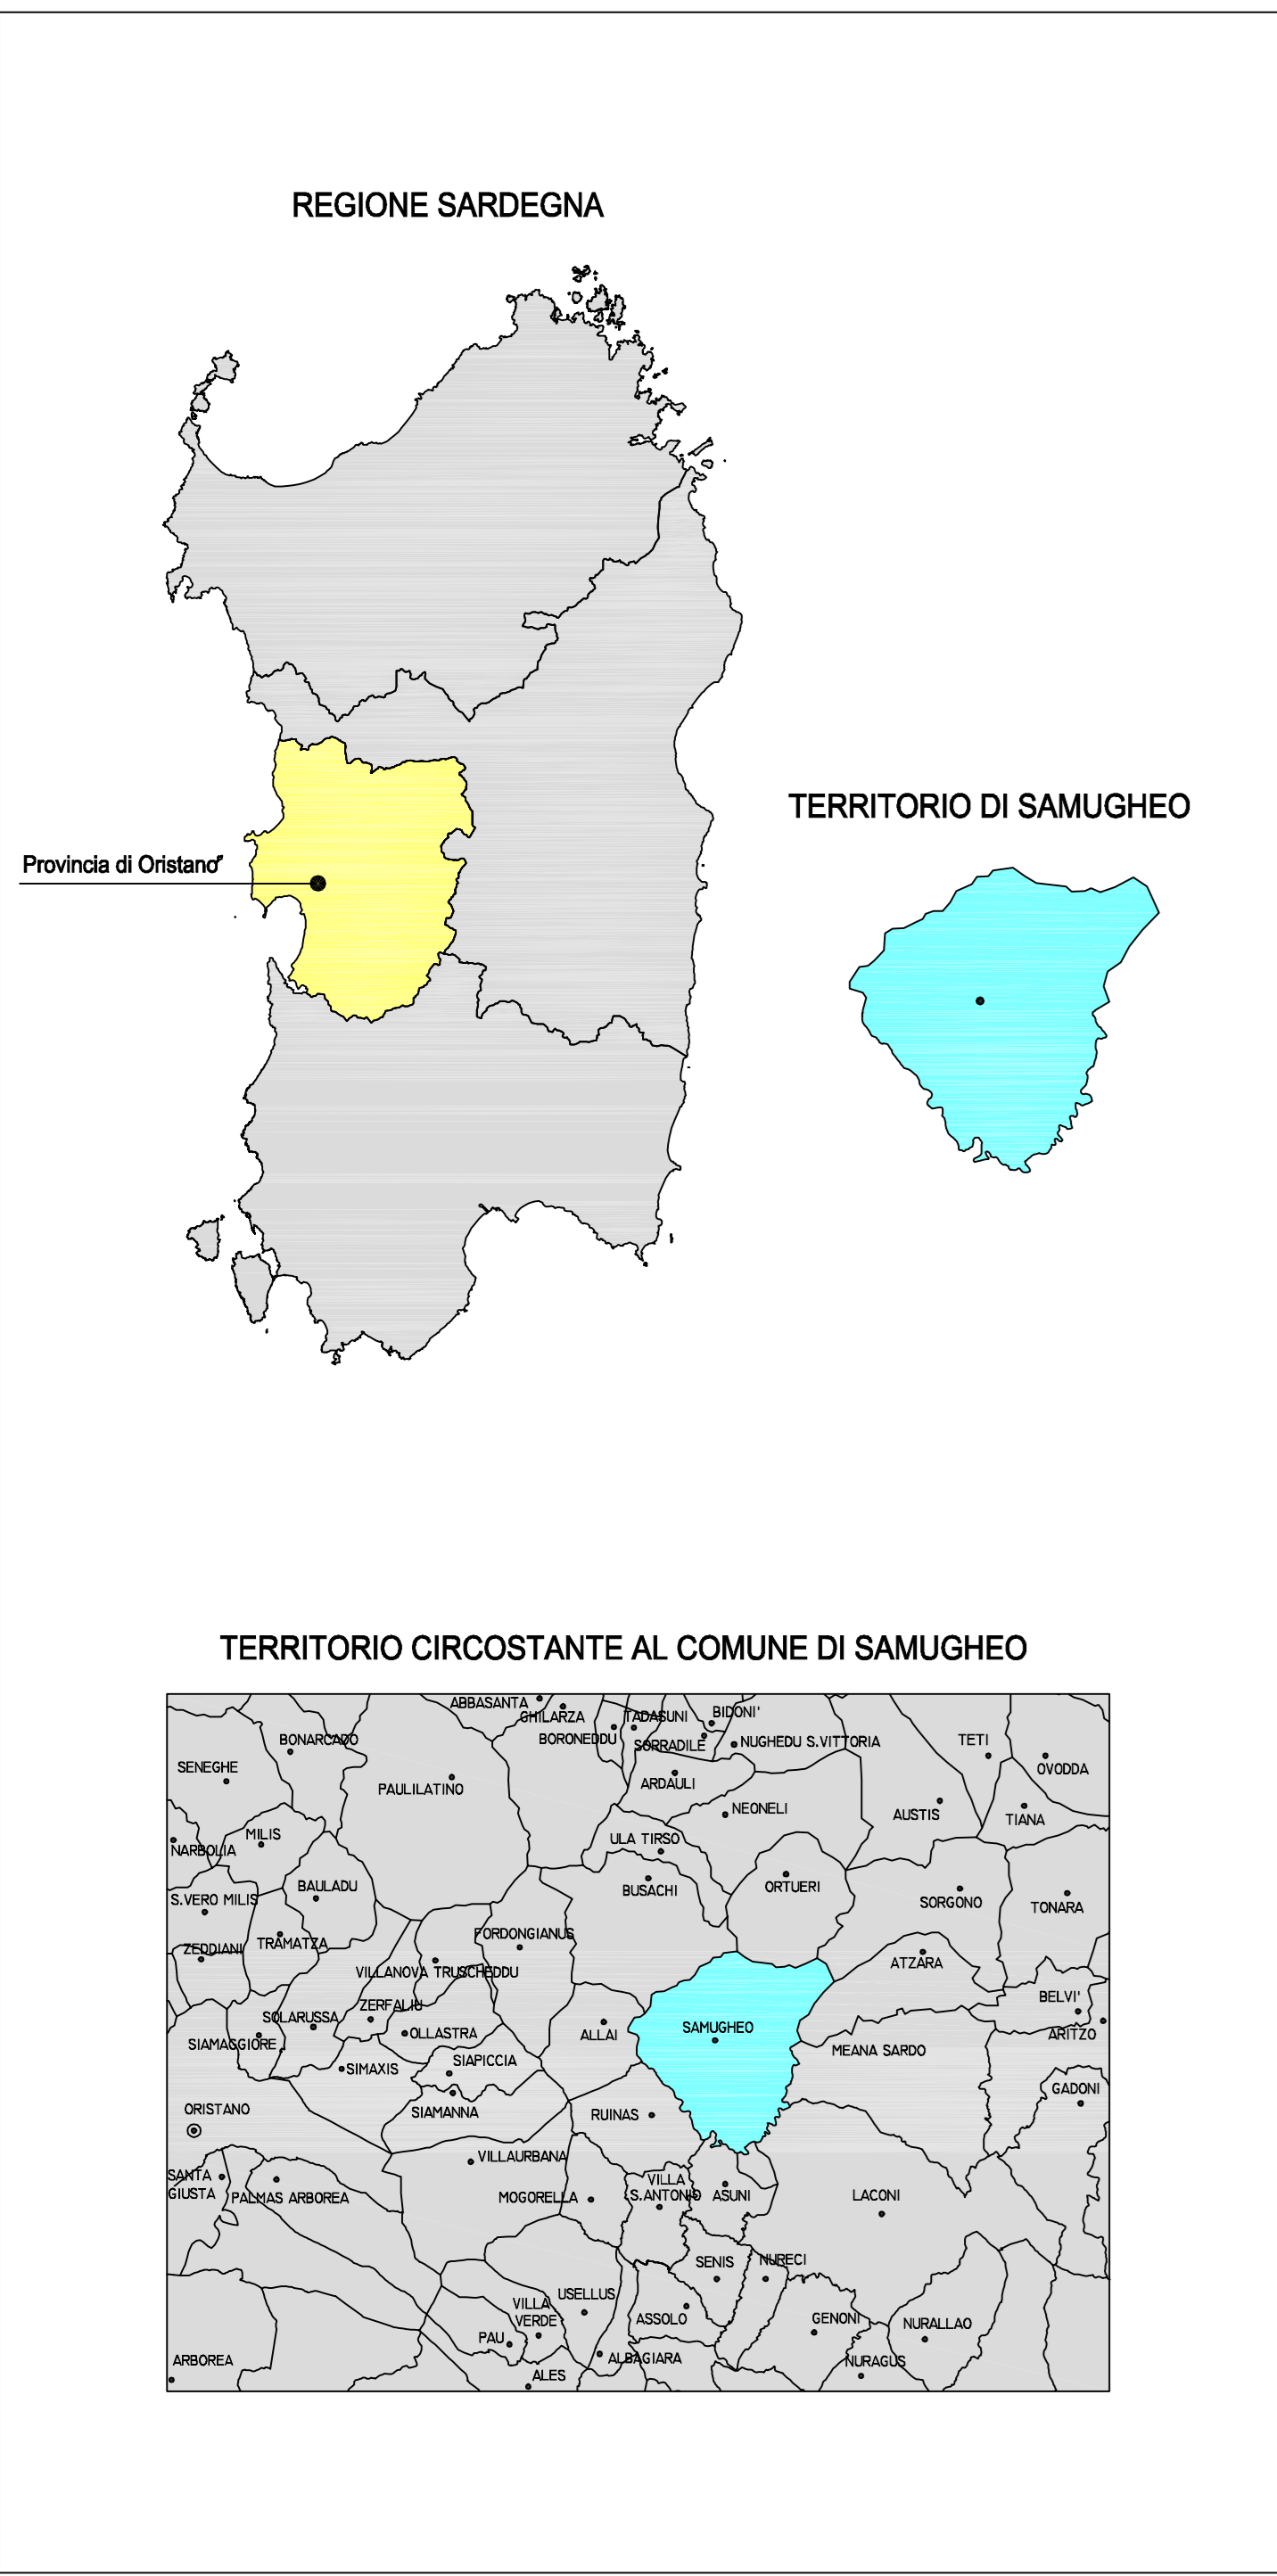 REGIONE SARDEGNA
TERRITORIO DI SAMUGHEO
Provincia di Oristano"
TERRITORIO CIRCOSTANTE AL COMUNE DI SAMUGHEO
ABBASANTA
GHILARZA
TADASUNI
BIDONI'
BONARCADO
BORONEDDU
SORRADILE
NUGHEDU S.VITTORIA
TETI
OVODDA
SENEGHE
PAULILATINO
ARDAULI
NEONELI
AUSTIS
TIANA
MILIS
NARBOLIA
ULA TIRSO
BAULADU
BUSACHI
ORTUERI
SORGONO
TONARA
S.VERO MILIS
ZEDDIANI
TRAMATZA
FORDONGIANUS
ATZARA
VILLANOVA TRUSCHEDDU
BELVI'
ZERFALIU
SOLARUSSA
SIAMAGGIORE
OLLASTRA
ALLAI
SAMUGHEO
ARITZO
MEANA SARDO
SIMAXIS
SIAPICCIA
GADONI
ORISTANO
SIAMANNA
RUINAS
VILLAURBANA
SANTA
GIUSTA
PALMAS ARBOREA
MOGORELLA
VILLA
S.ANTONIO
ASUNI
LACONI
SENIS
NURECI
USELLUS
VILLA
VERDE
ASSOLO
GENONI
NURALLAO
PAU
ALBAGIARA
NURAGUS
ARBOREA
ALES